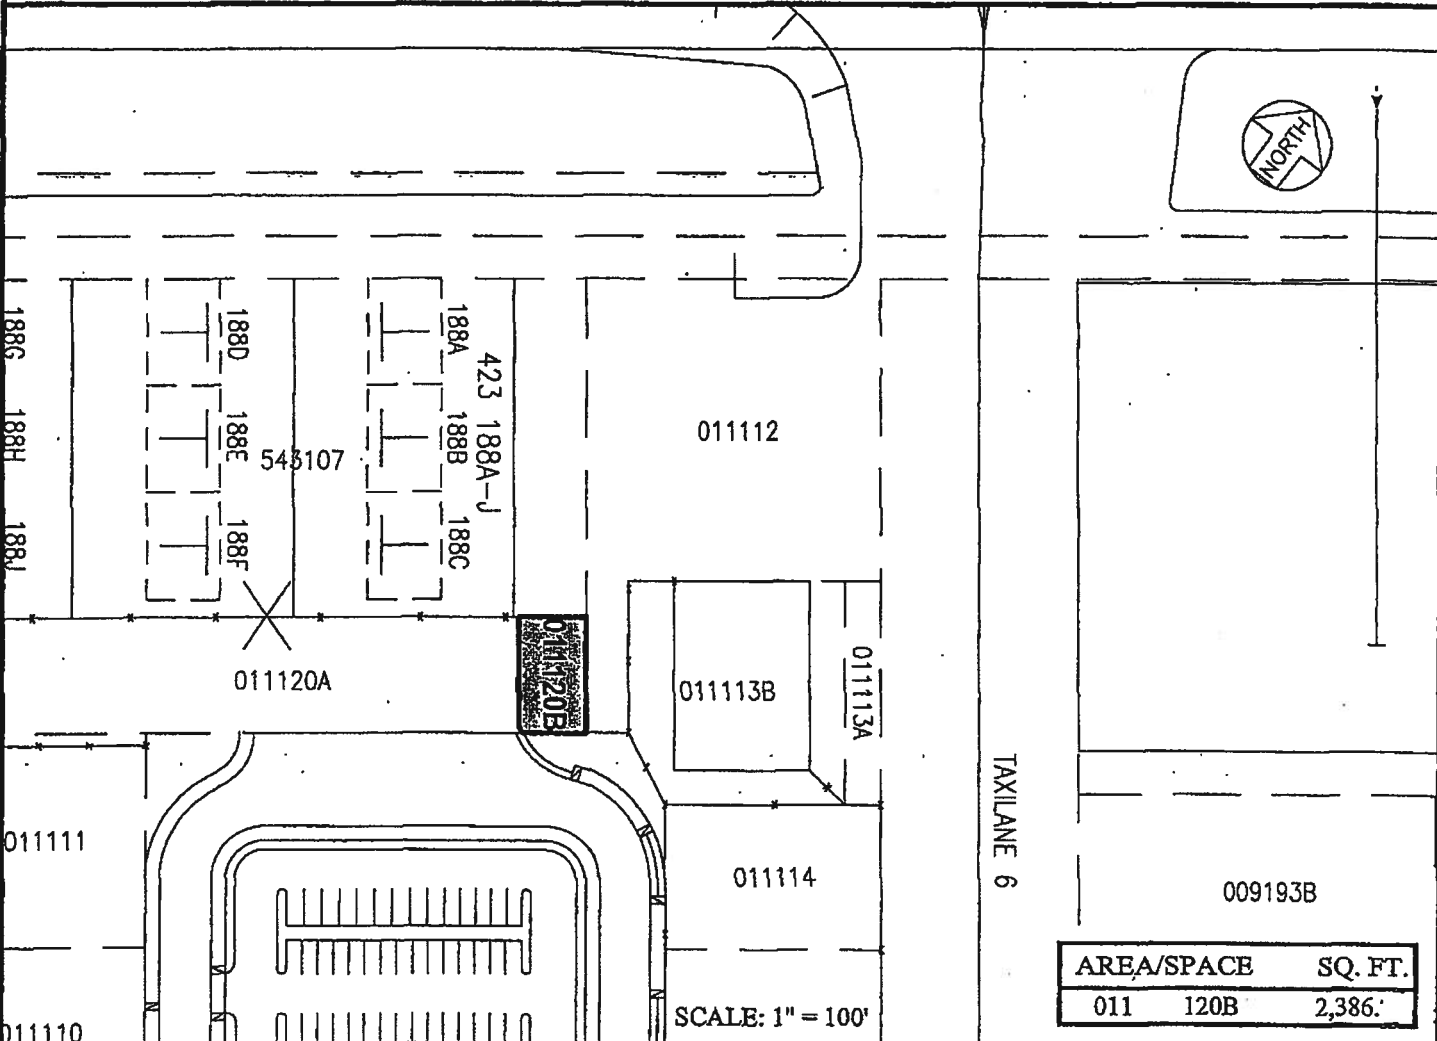 NORTH
188G
188H
188J
188D
188E
188F
543107
188A
188B
188C
423 188A-J
011112
011120A
011120B
011113B
011113A
TAXILANE 6
011111
011110
011114
009193B
SCALE: 1" = 100'
AREA/SPACE SQ. FT.
011 120B 2,386.